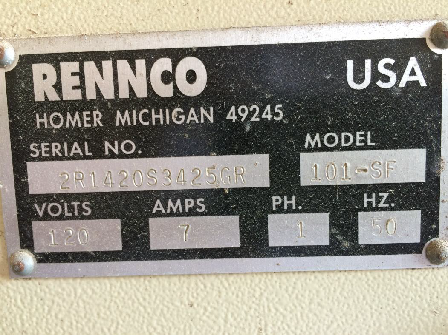 RENNCO USA
HOMER MICHIGAN 49245
SERIAL NO. MODEL
2R1420S3425GR 101-SF
VOLTS AMPS PH. HZ.
120 7 1 50